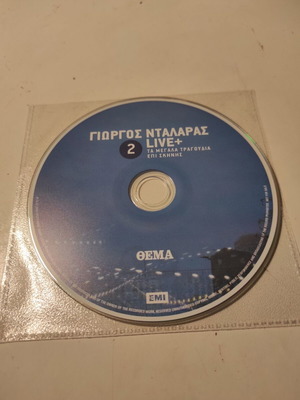 ΓΙΩΡΓΟΣ ΝΤΑΛΑΡΑΣ
2 LIVE+
ΤΑ ΜΕΓΑΛΑ ΤΡΑΓΟΥΔΙΑ
ΕΠΙ ΣΚΗΝΗΣ
ΘΕΜΑ
EMI